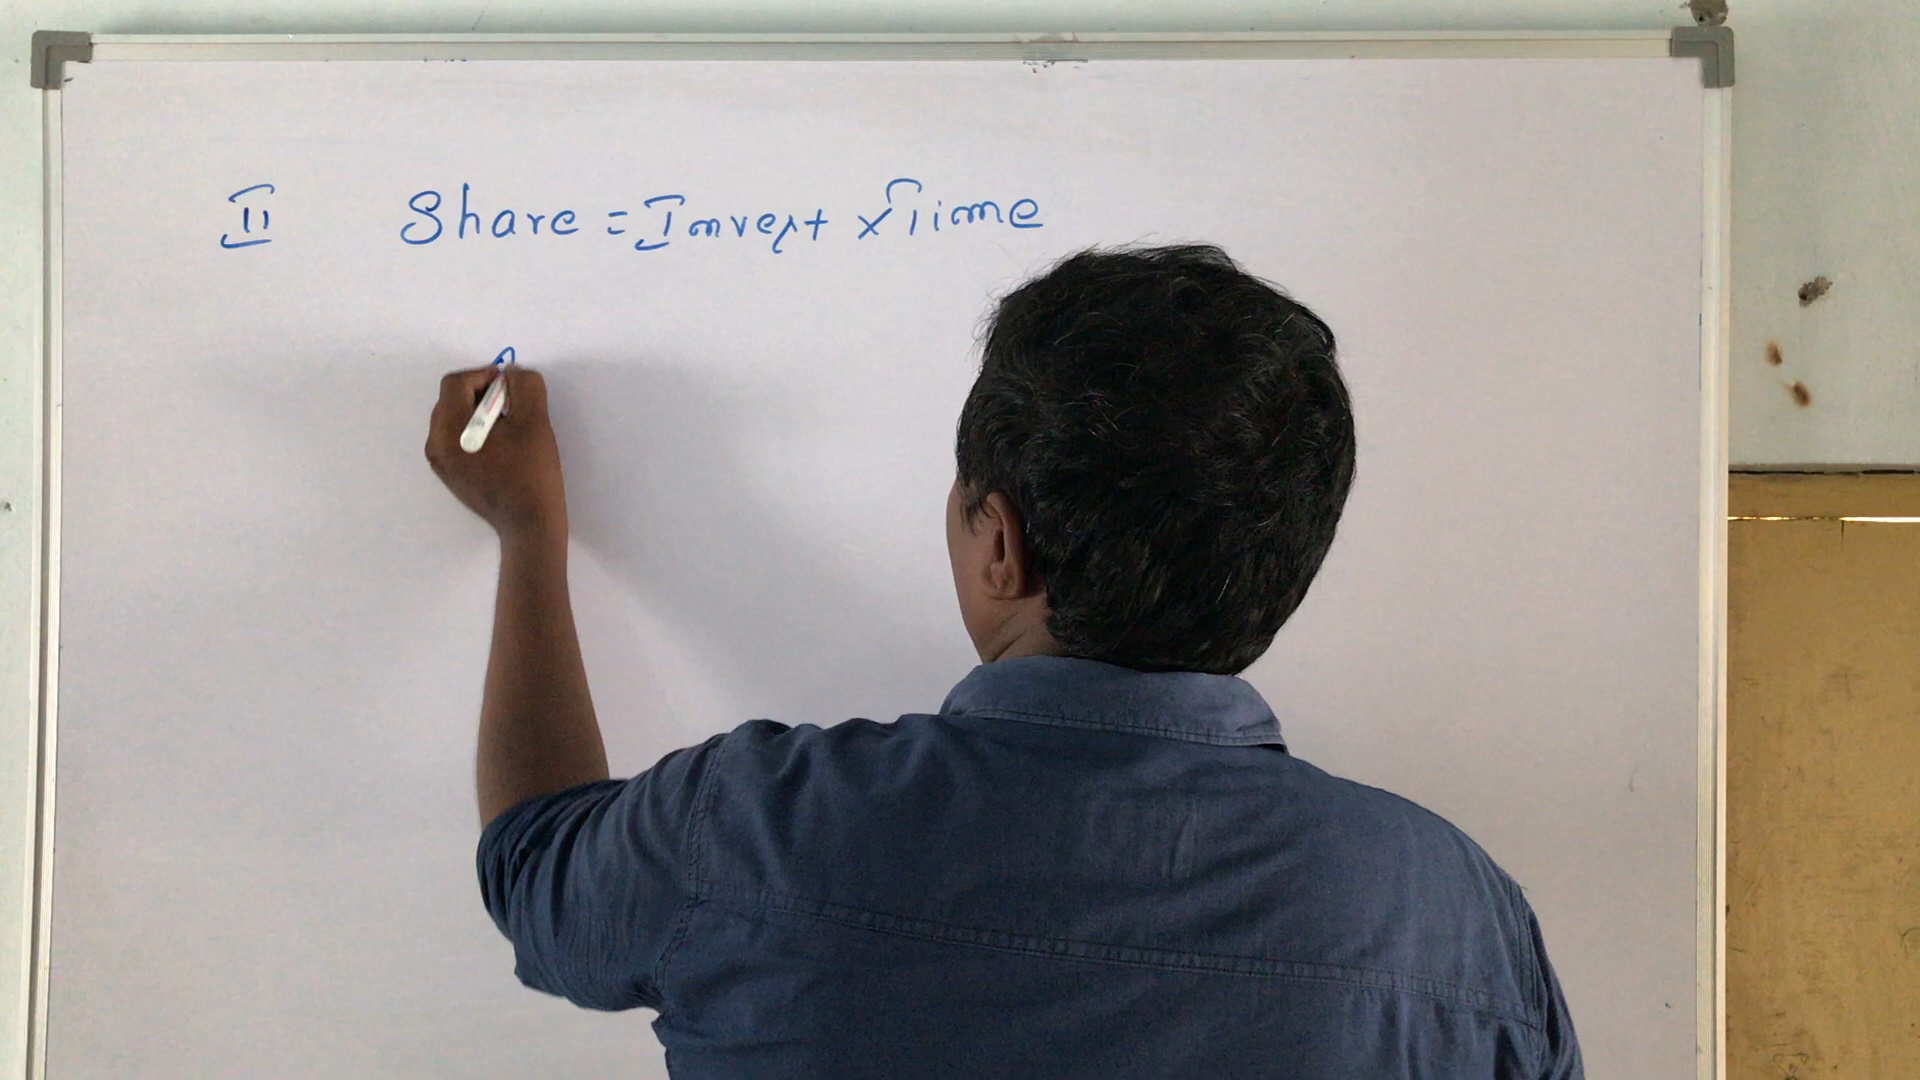 II Share = Invest × Time